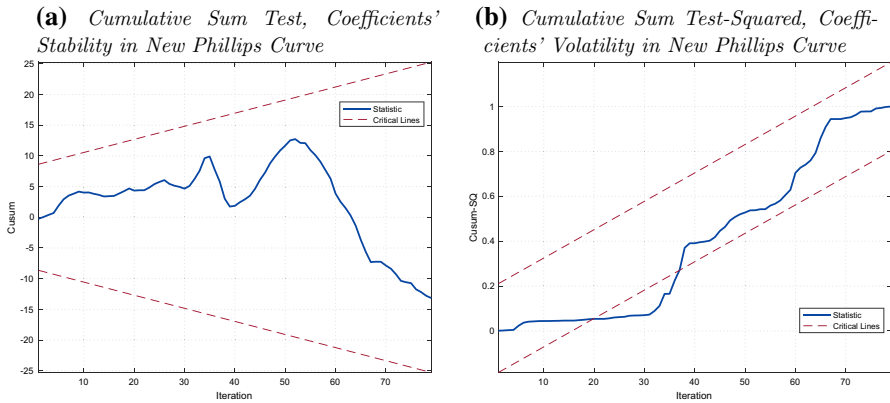 (a) Cumulative Sum Test, Coefficients'
Stability in New Phillips Curve
25
20
15
10
5
0
-5
-10
-15
-20
-25
Cusum
10 20 30 40 50 60 70
Iteration
Statistic
Critical Lines
(b) Cumulative Sum Test-Squared, Coeffi-
cients' Volatility in New Phillips Curve
1
0.8
0.6
0.4
0.2
0
Cusum-SQ
10 20 30 40 50 60 70
Iteration
Statistic
Critical Lines